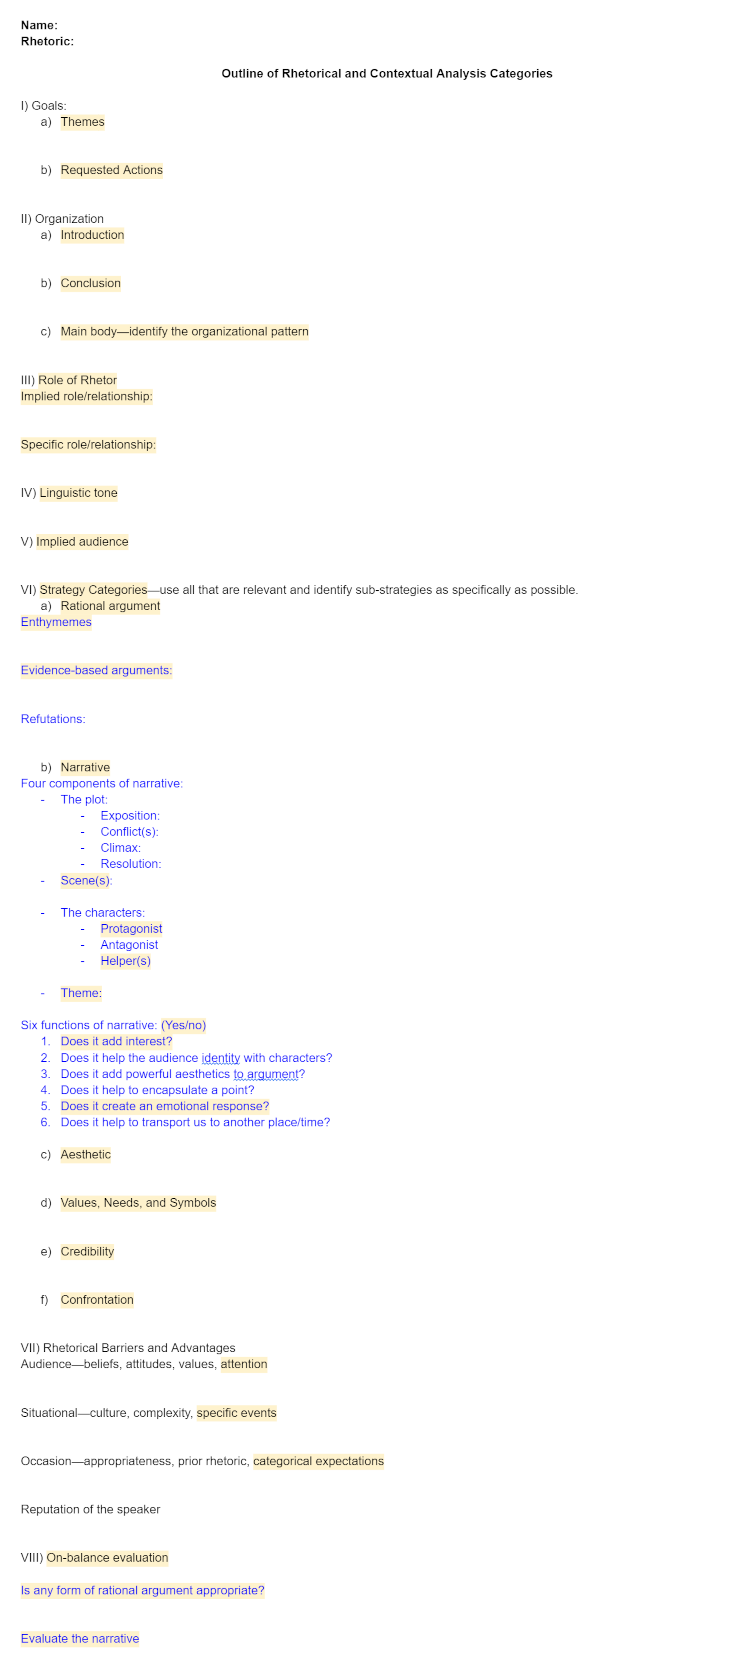 Name:
Rhetoric:
Outline of Rhetorical and Contextual Analysis Categories
I) Goals:
a) Themes
b) Requested Actions
II) Organization
a) Introduction
b) Conclusion
c) Main body—identify the organizational pattern
III) Role of Rhetor
Implied role/relationship:
Specific role/relationship:
IV) Linguistic tone
V) Implied audience
VI) Strategy Categories—use all that are relevant and identify sub-strategies as specifically as possible.
a) Rational argument
Enthymemes
Evidence-based arguments:
Refutations:
b) Narrative
Four components of narrative:
- The plot:
- Exposition:
- Conflict(s):
- Climax:
- Resolution:
- Scene(s):
- The characters:
- Protagonist
- Antagonist
- Helper(s)
- Theme:
Six functions of narrative: (Yes/no)
1. Does it add interest?
2. Does it help the audience identity with characters?
3. Does it add powerful aesthetics to argument?
4. Does it help to encapsulate a point?
5. Does it create an emotional response?
6. Does it help to transport us to another place/time?
c) Aesthetic
d) Values, Needs, and Symbols
e) Credibility
f) Confrontation
VII) Rhetorical Barriers and Advantages
Audience—beliefs, attitudes, values, attention
Situational—culture, complexity, specific events
Occasion—appropriateness, prior rhetoric, categorical expectations
Reputation of the speaker
VIII) On-balance evaluation
Is any form of rational argument appropriate?
Evaluate the narrative